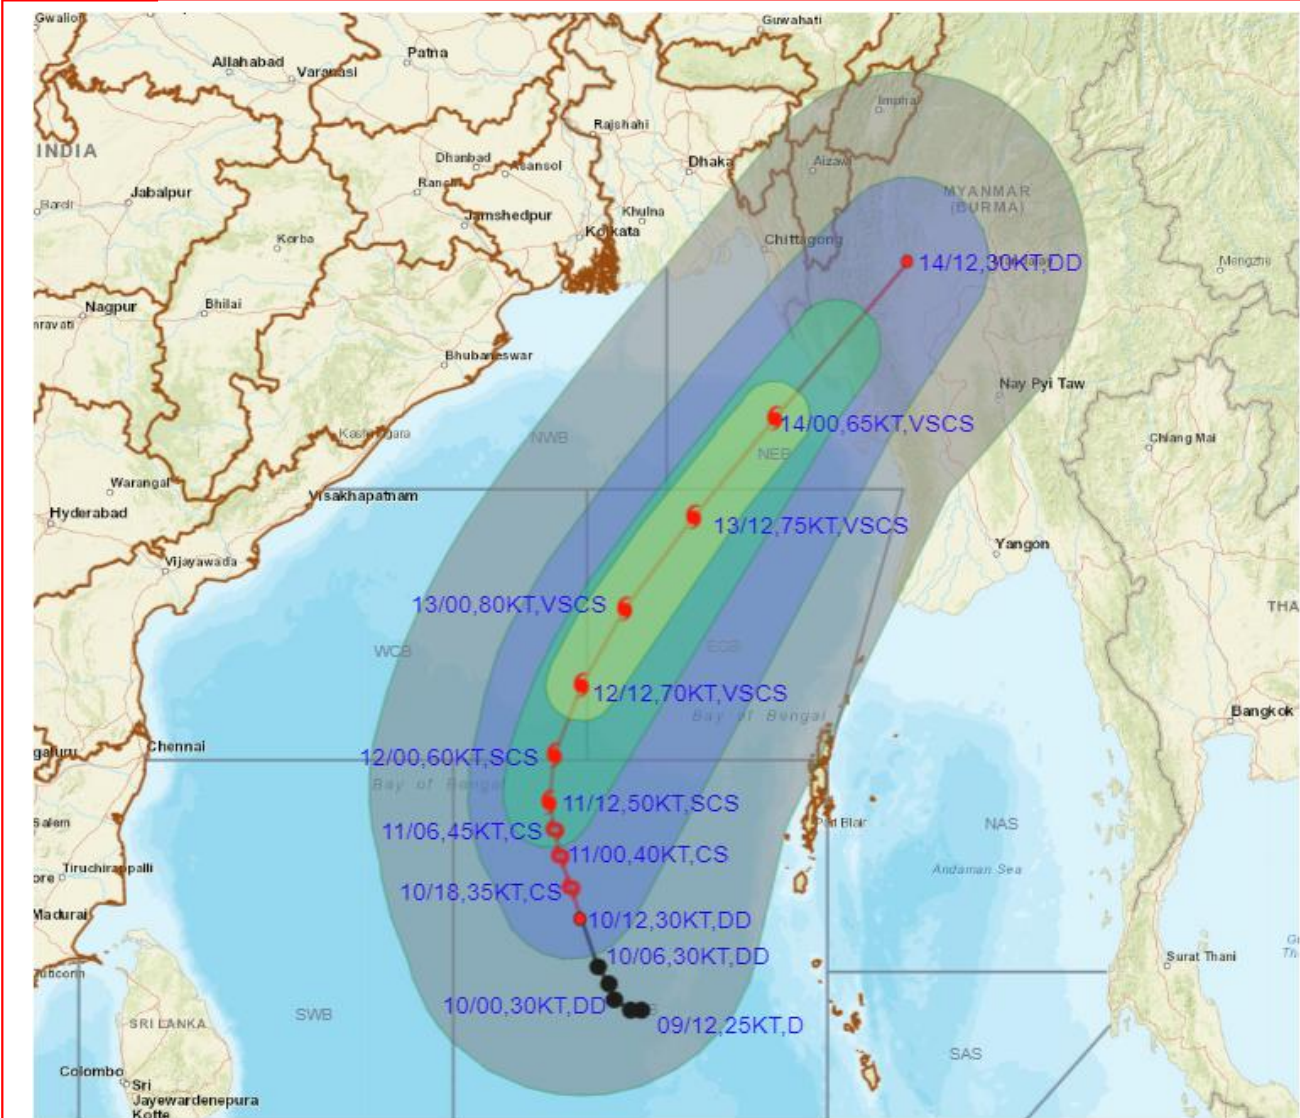 Gwalior
Guwahati
Patna
Allahabad
Varanasi
Imphal
Rajshahi
INDIA
Dhanbad
Asansol
Dhaka
Aizawl
Ranchi
Jabalpur
MYANMAR
(BURMA)
Jamshedpur
Khulna
Kolkata
Korba
Chittagong
14/12,30KT,DD
Nagpur
Bhilai
Bhubaneswar
Nay Pyi Taw
14/00,65KT,VSCS
NWB
Chiang Mai
NEB
Warangal
Visakhapatnam
Hyderabad
13/12,75KT,VSCS
Yangon
Vijayawada
13/00,80KT,VSCS
THA
WCB
12/12,70KT,VSCS
Bay of Bengal
Bangkok
Chennai
12/00,60KT,SCS
Bay of Bengal
11/12,50KT,SCS
Salem
11/06,45KT,CS
Port Blair
NAS
11/00,40KT,CS
Tiruchirappalli
Andaman Sea
10/18,35KT,CS
Madurai
10/12,30KT,DD
10/06,30KT,DD
Surat Thani
10/00,30KT,DD
SWB
SRI LANKA
09/12,25KT,D
SAS
Colombo
Sri
Jayewardenepura
Kotte